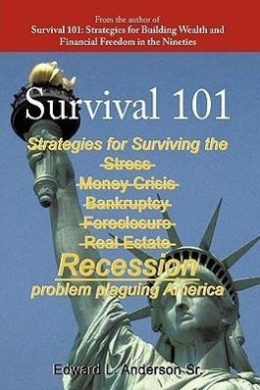 From the author of
Survival 101: Strategies for Building Wealth and
Financial Freedom in the Nineties
Survival 101
Strategies for Surviving the
Stress
Money Crisis
Bankruptcy
Foreclosure
Real Estate
Recession
problem plaguing America
Edward L. Anderson Sr.